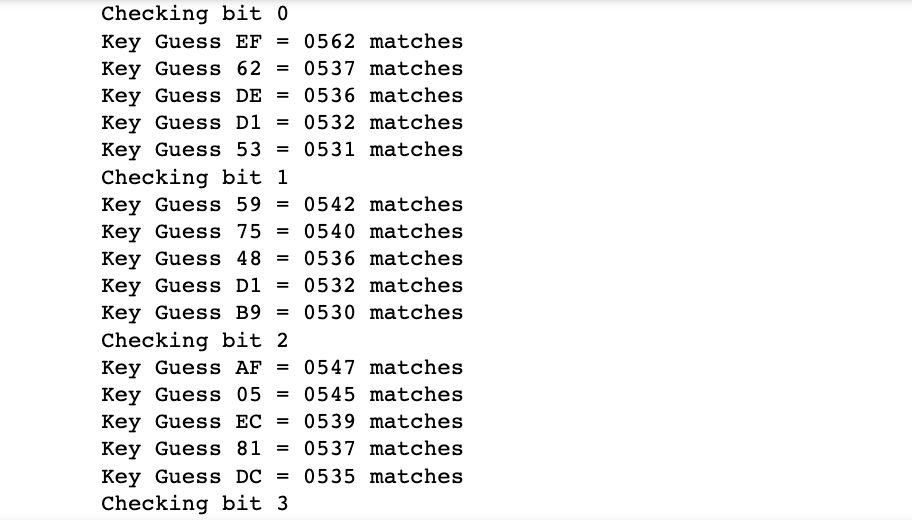 Checking bit 0
Key Guess EF = 0562 matches
Key Guess 62 = 0537 matches
Key Guess DE = 0536 matches
Key Guess D1 = 0532 matches
Key Guess 53 = 0531 matches
Checking bit 1
Key Guess 59 = 0542 matches
Key Guess 75 = 0540 matches
Key Guess 48 = 0536 matches
Key Guess D1 = 0532 matches
Key Guess B9 = 0530 matches
Checking bit 2
Key Guess AF = 0547 matches
Key Guess 05 = 0545 matches
Key Guess EC = 0539 matches
Key Guess 81 = 0537 matches
Key Guess DC = 0535 matches
Checking bit 3